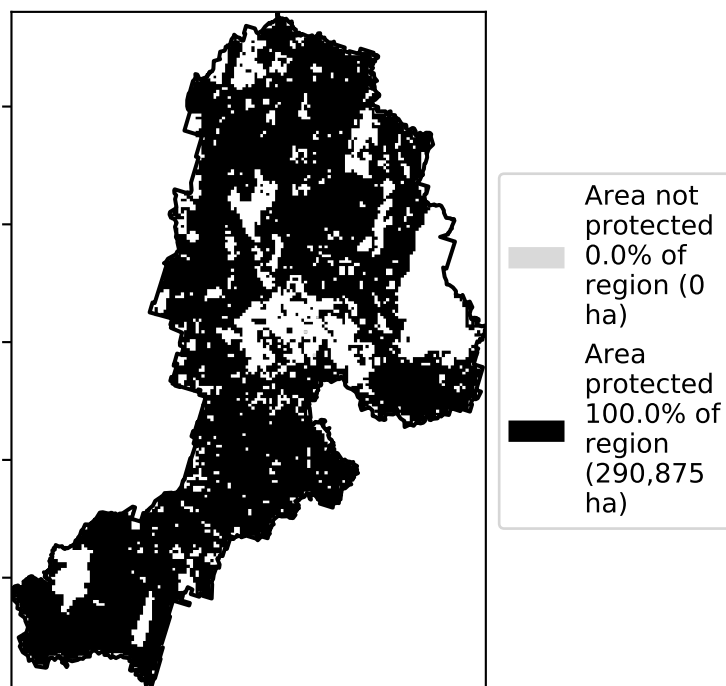 Area not
protected
0.0% of
region (0
ha)
Area
protected
100.0% of
region
(290,875
ha)